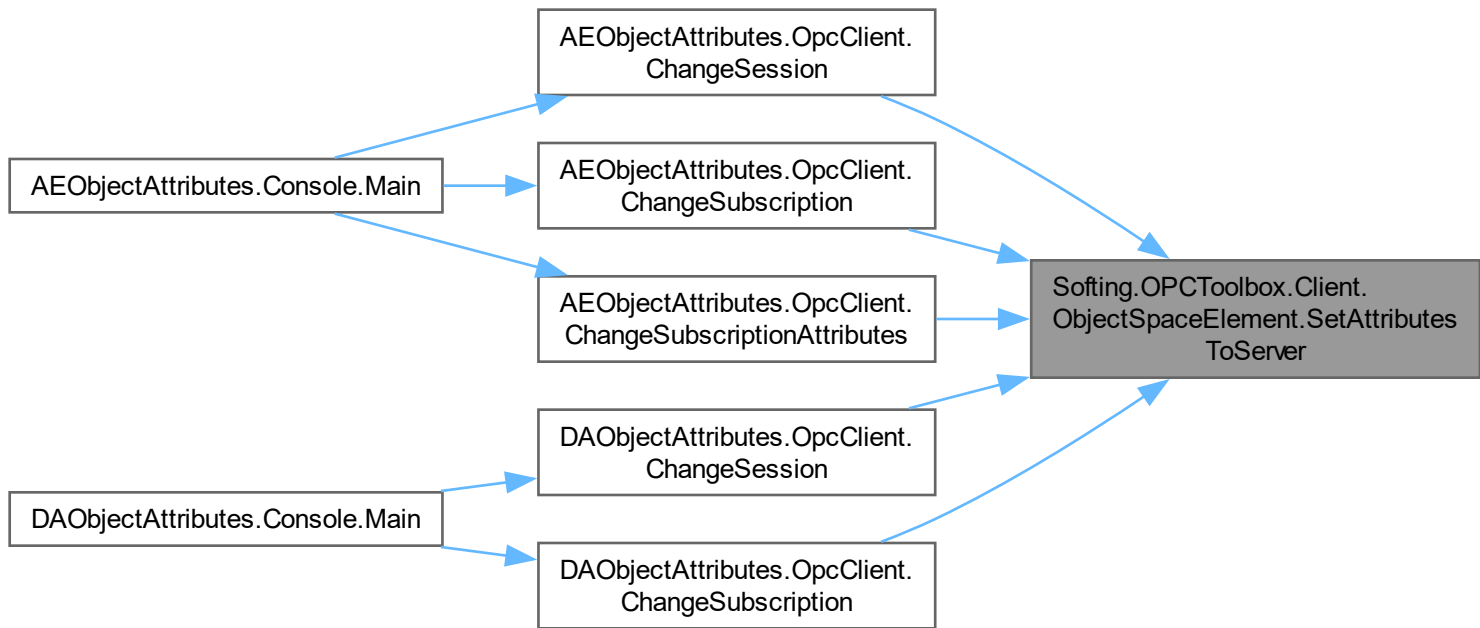 AEObjectAttributes.OpcClient.
ChangeSession
AEObjectAttributes.Console.Main
AEObjectAttributes.OpcClient.
ChangeSubscription
AEObjectAttributes.OpcClient.
ChangeSubscriptionAttributes
Softing.OPCToolbox.Client.
ObjectSpaceElement.SetAttributes
ToServer
DAObjectAttributes.OpcClient.
ChangeSession
DAObjectAttributes.Console.Main
DAObjectAttributes.OpcClient.
ChangeSubscription